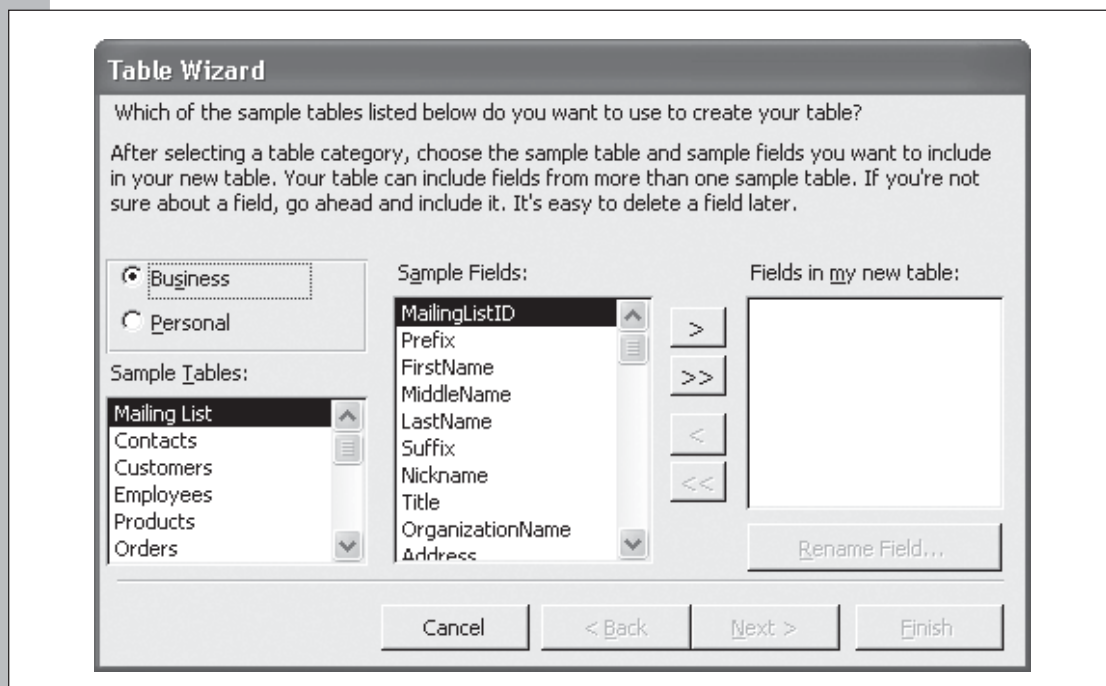 Table Wizard
Which of the sample tables listed below do you want to use to create your table?
After selecting a table category, choose the sample table and sample fields you want to include
in your new table. Your table can include fields from more than one sample table. If you're not
sure about a field, go ahead and include it. It's easy to delete a field later.
Business
Personal
Sample Tables:
Mailing List
Contacts
Customers
Employees
Products
Orders
Sample Fields:
MailingListID
Prefix
FirstName
MiddleName
LastName
Suffix
Nickname
Title
OrganizationName
Address
>
>>
<
<<
Fields in my new table:
Rename Field...
Cancel
< Back
Next >
Finish